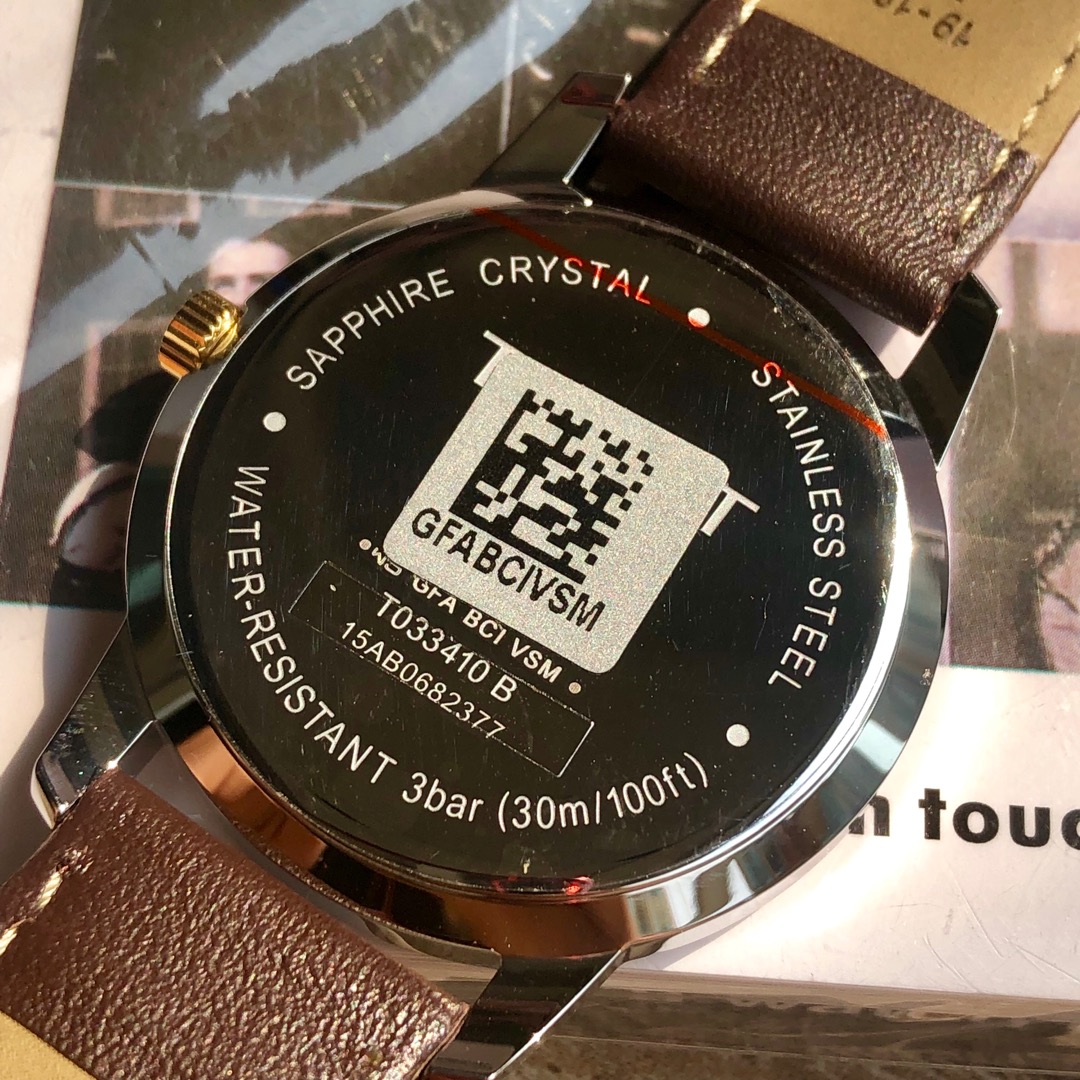 SAPPHIRE CRYSTAL
STAINLESS STEEL
GFABCIVSM
GFA BCI VSM
T033410 B
15AB0682377
WATER-RESISTANT 3bar (30m/100ft)
touc